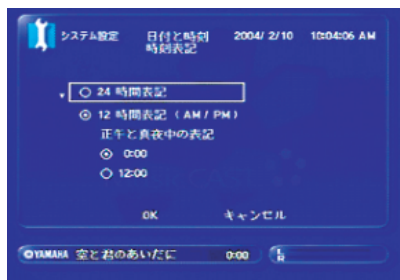 システム設定 日付と時刻 2004/ 2/10 10:04:06 AM
時刻表記
24 時間表記
12 時間表記 ( AM / PM )
正午と真夜中の表記
0:00
12:00
OK キャンセル
YAMAHA 空と君のあいだに 0:00 L
R